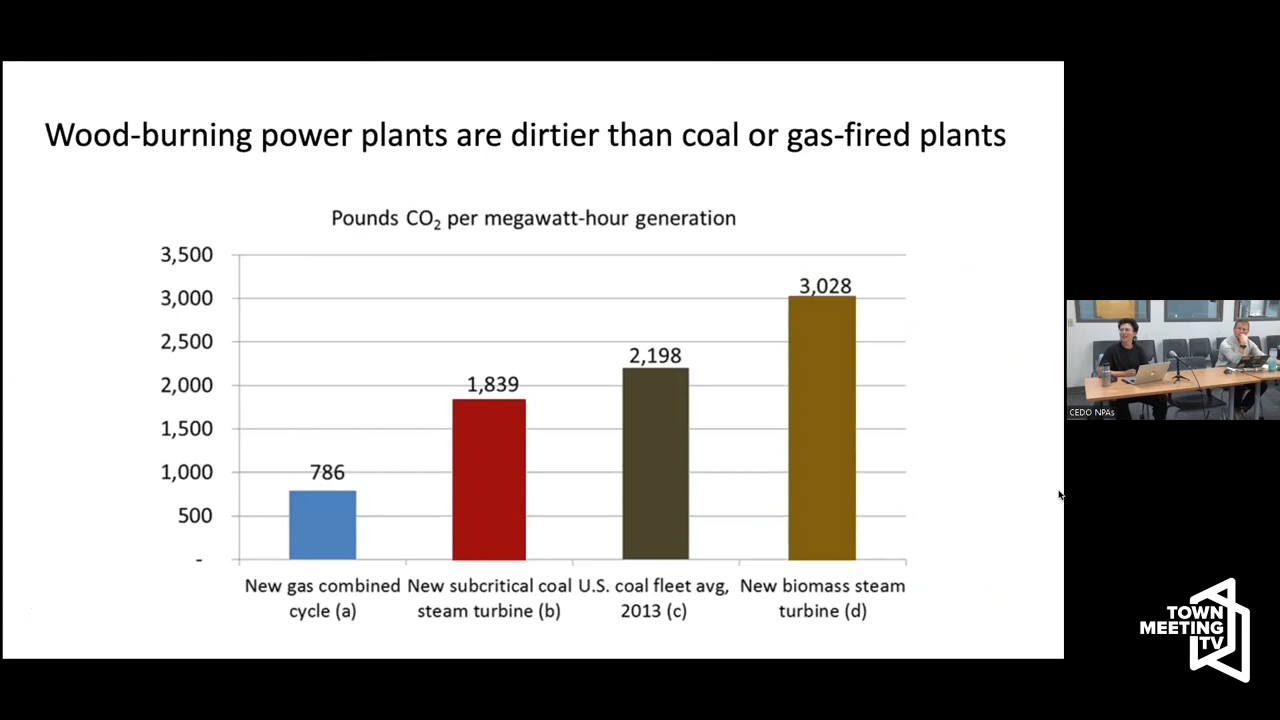 Wood-burning power plants are dirtier than coal or gas-fired plants
Pounds CO₂ per megawatt-hour generation
3,500
3,000
2,500
2,000
1,500
1,000
500
-
786
1,839
2,198
3,028
New gas combined
cycle (a)
New subcritical coal
steam turbine (b)
U.S. coal fleet avg,
2013 (c)
New biomass steam
turbine (d)
CEDO NPAs
TOWN
MEETING
TV